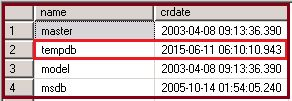 name crdate
1 master 2003-04-08 09:13:36.390
2 tempdb 2015-06-11 06:10:10.943
3 model 2003-04-08 09:13:36.390
4 msdb 2005-10-14 01:54:05.240